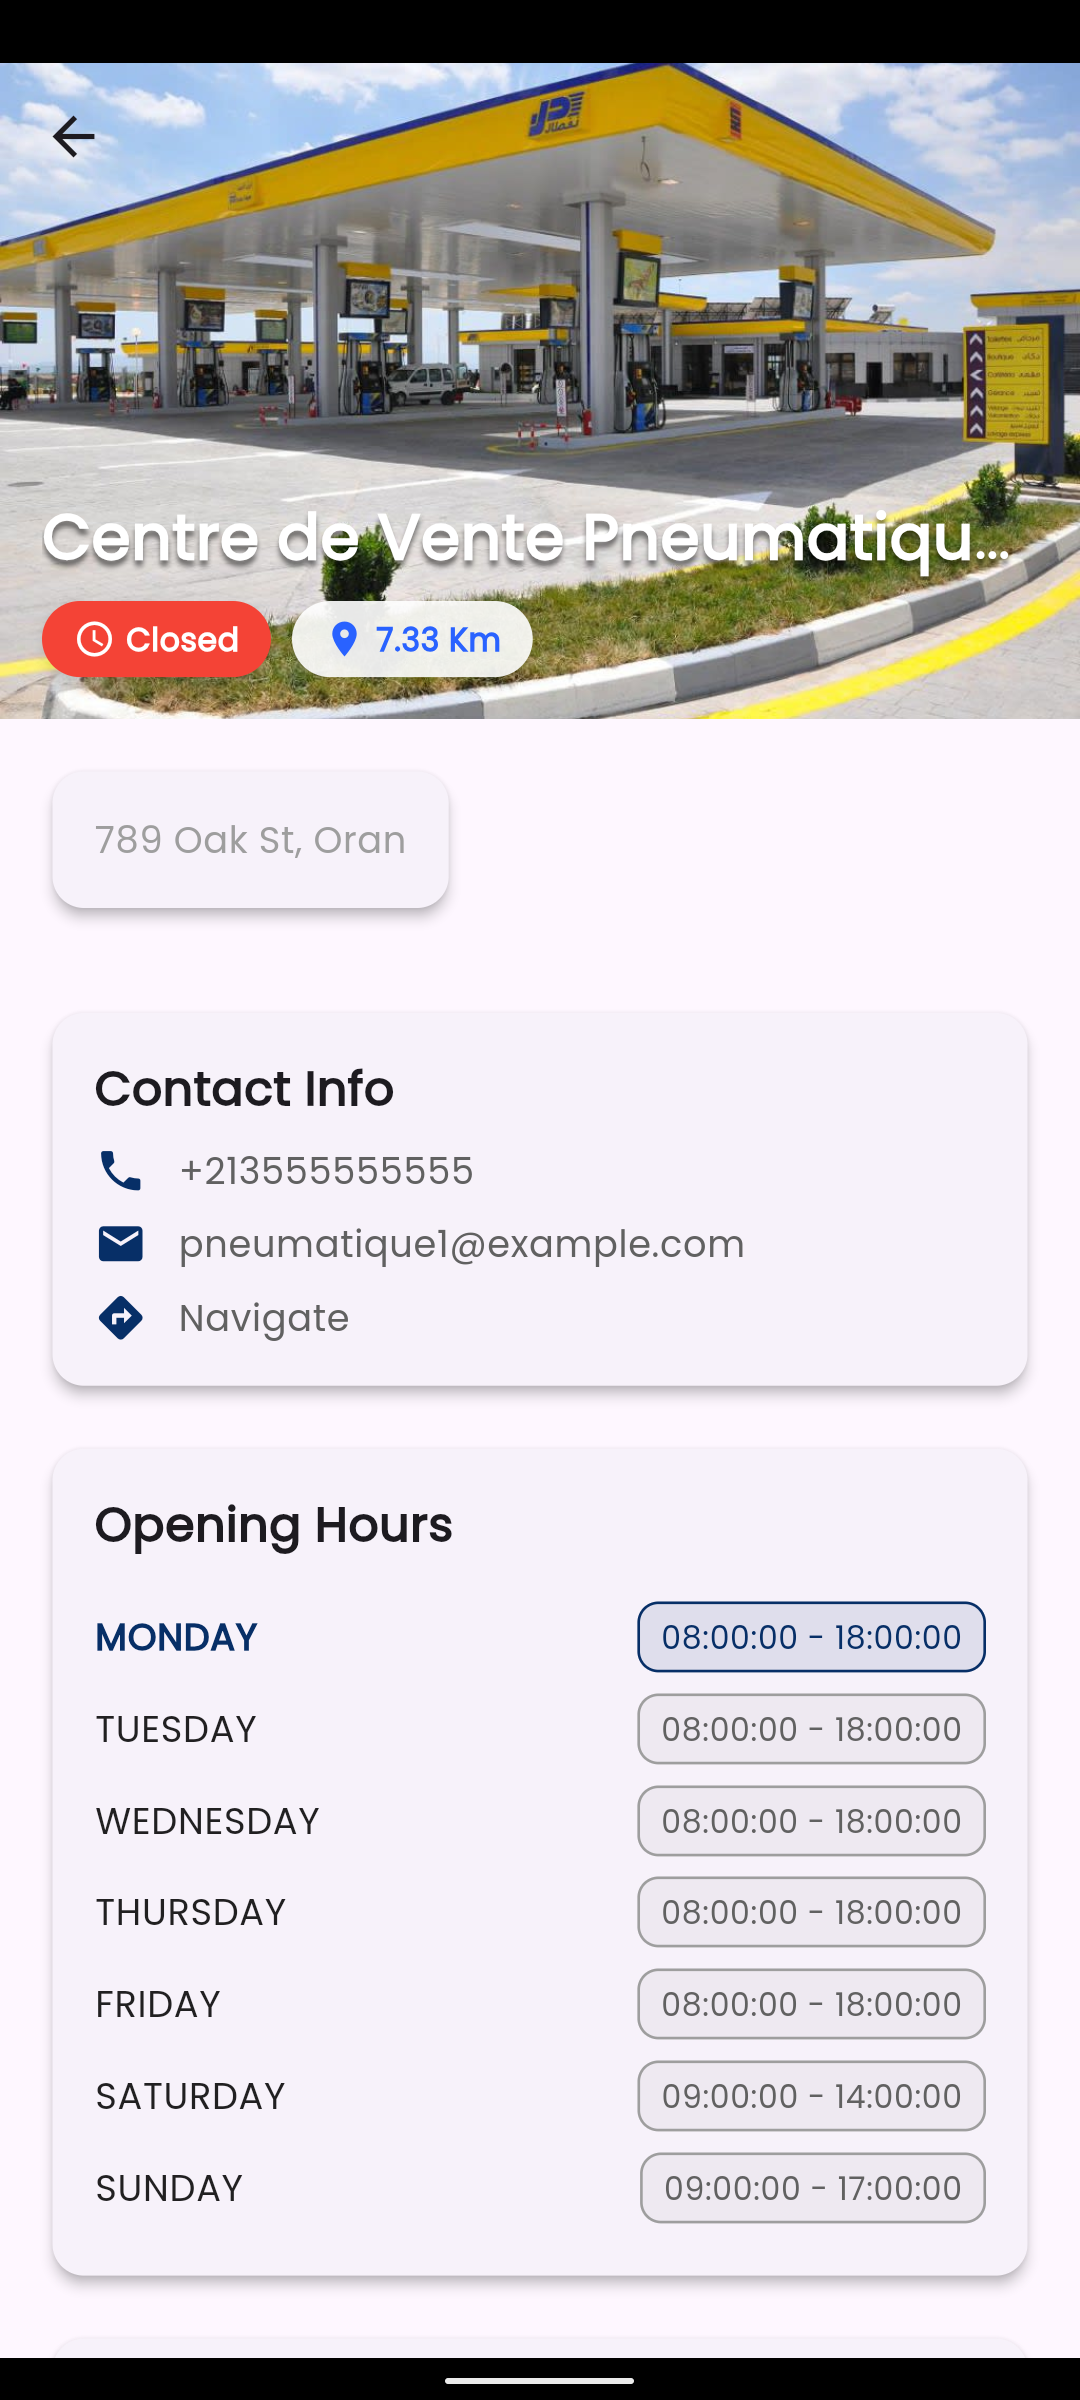 نفطال
Centre de Vente Pneumatiqu...
Closed
7.33 Km
789 Oak St, Oran
Contact Info
+213555555555
pneumatique1@example.com
Navigate
Opening Hours
MONDAY 08:00:00 - 18:00:00
TUESDAY 08:00:00 - 18:00:00
WEDNESDAY 08:00:00 - 18:00:00
THURSDAY 08:00:00 - 18:00:00
FRIDAY 08:00:00 - 18:00:00
SATURDAY 09:00:00 - 14:00:00
SUNDAY 09:00:00 - 17:00:00